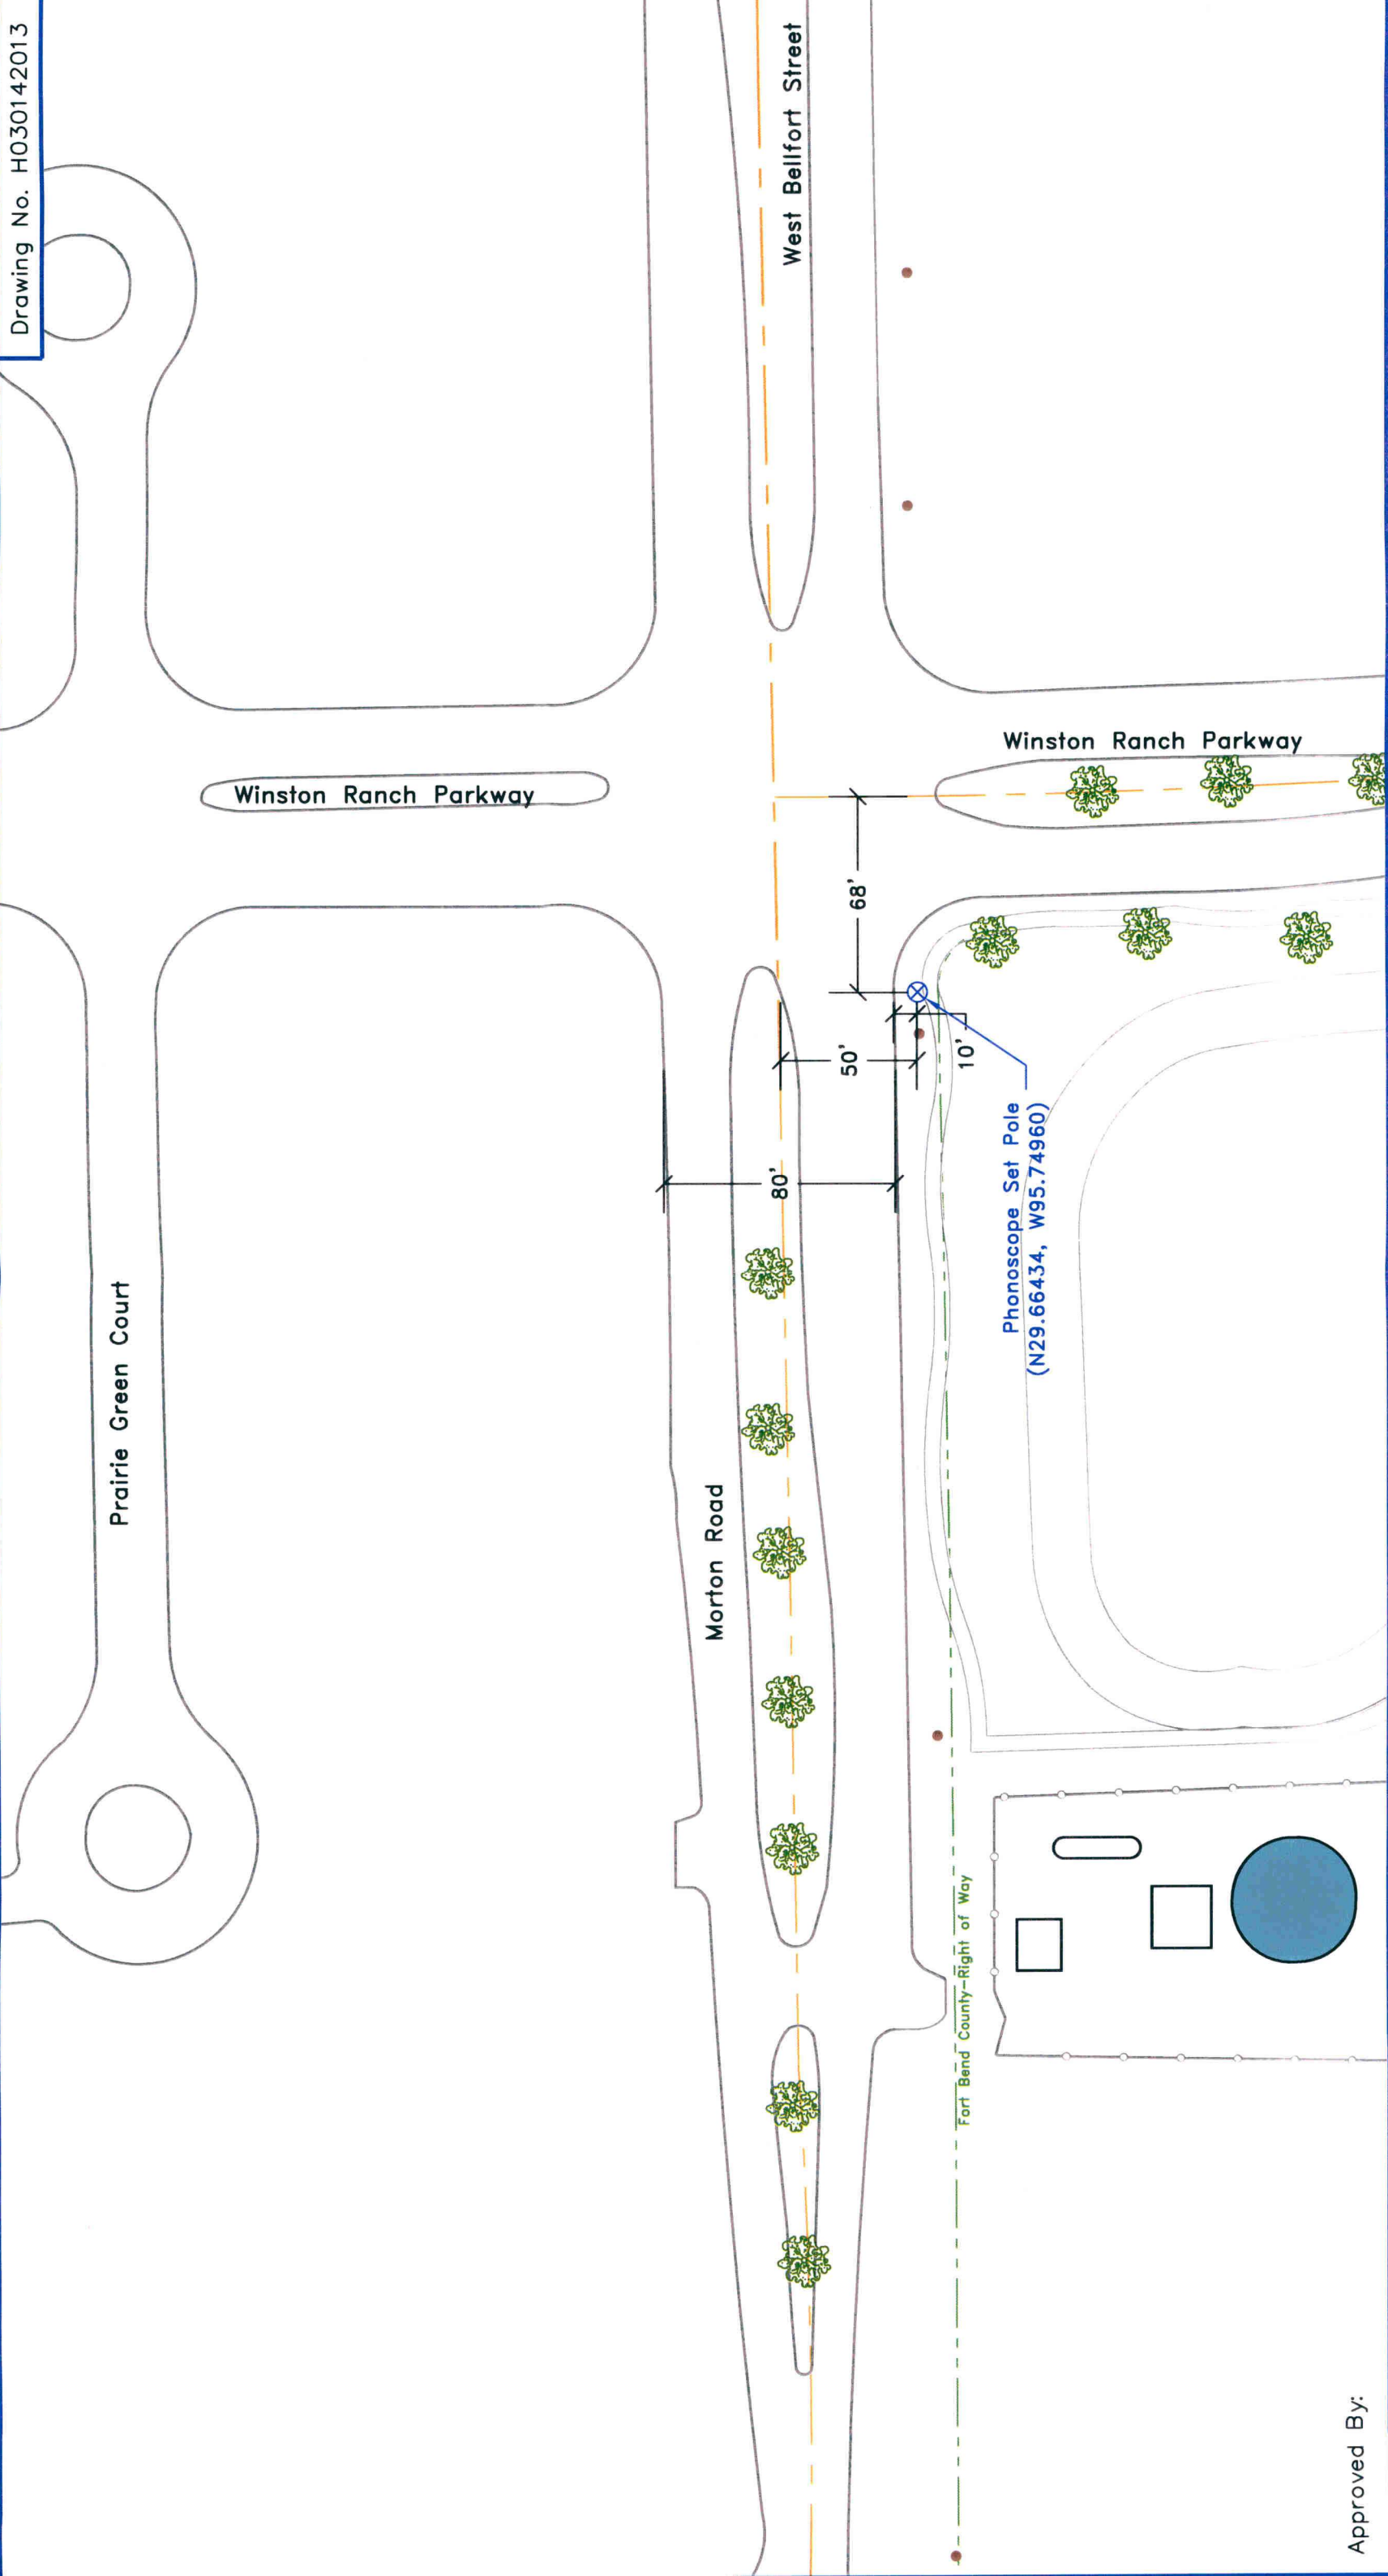 Drawing No. H030142013
West Bellfort Street
Winston Ranch Parkway
Winston Ranch Parkway
68'
50'
10'
80'
Phonoscope Set Pole
(N29.66434, W95.74960)
Prairie Green Court
Morton Road
Fort Bend County-Right of Way
Approved By: